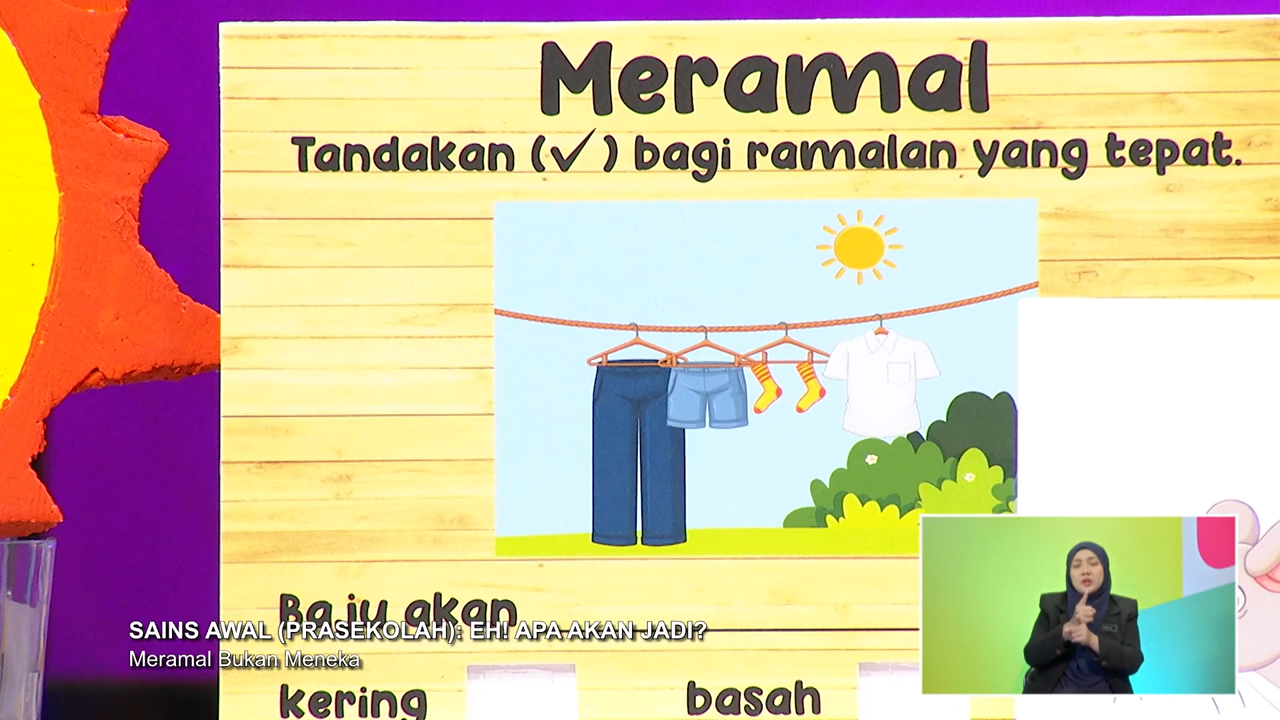 Meramal
Tandakan (✓) bagi ramalan yang tepat.
Baju akan
SAINS AWAL (PRASEKOLAH): EH! APA AKAN JADI?
Meramal Bukan Meneka
kering basah